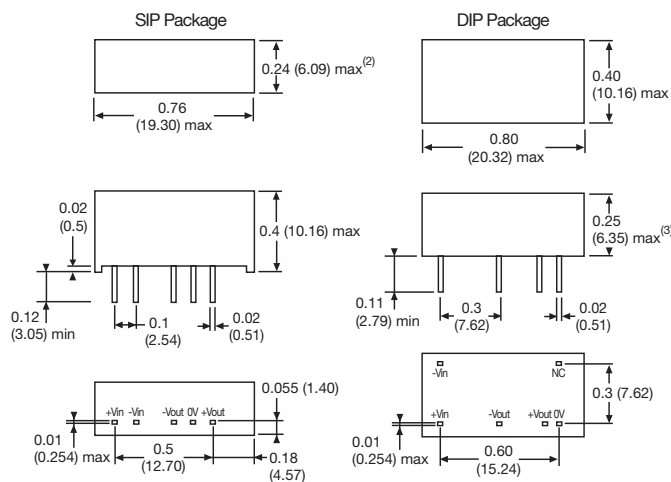 SIP Package
0.24 (6.09) max(2)
0.76
(19.30) max
0.02
(0.5)
0.4 (10.16) max
0.12
(3.05) min
0.1
(2.54)
0.02
(0.51)
0.055 (1.40)
+Vin -Vin -Vout 0V +Vout
0.01
(0.254) max
0.5
(12.70)
0.18
(4.57)
DIP Package
0.40
(10.16) max
0.80
(20.32) max
0.25
(6.35) max(3)
0.11
(2.79) min
0.3
(7.62)
0.02
(0.51)
-Vin NC
0.3 (7.62)
+Vin -Vout +Vout 0V
0.01
(0.254) max
0.60
(15.24)